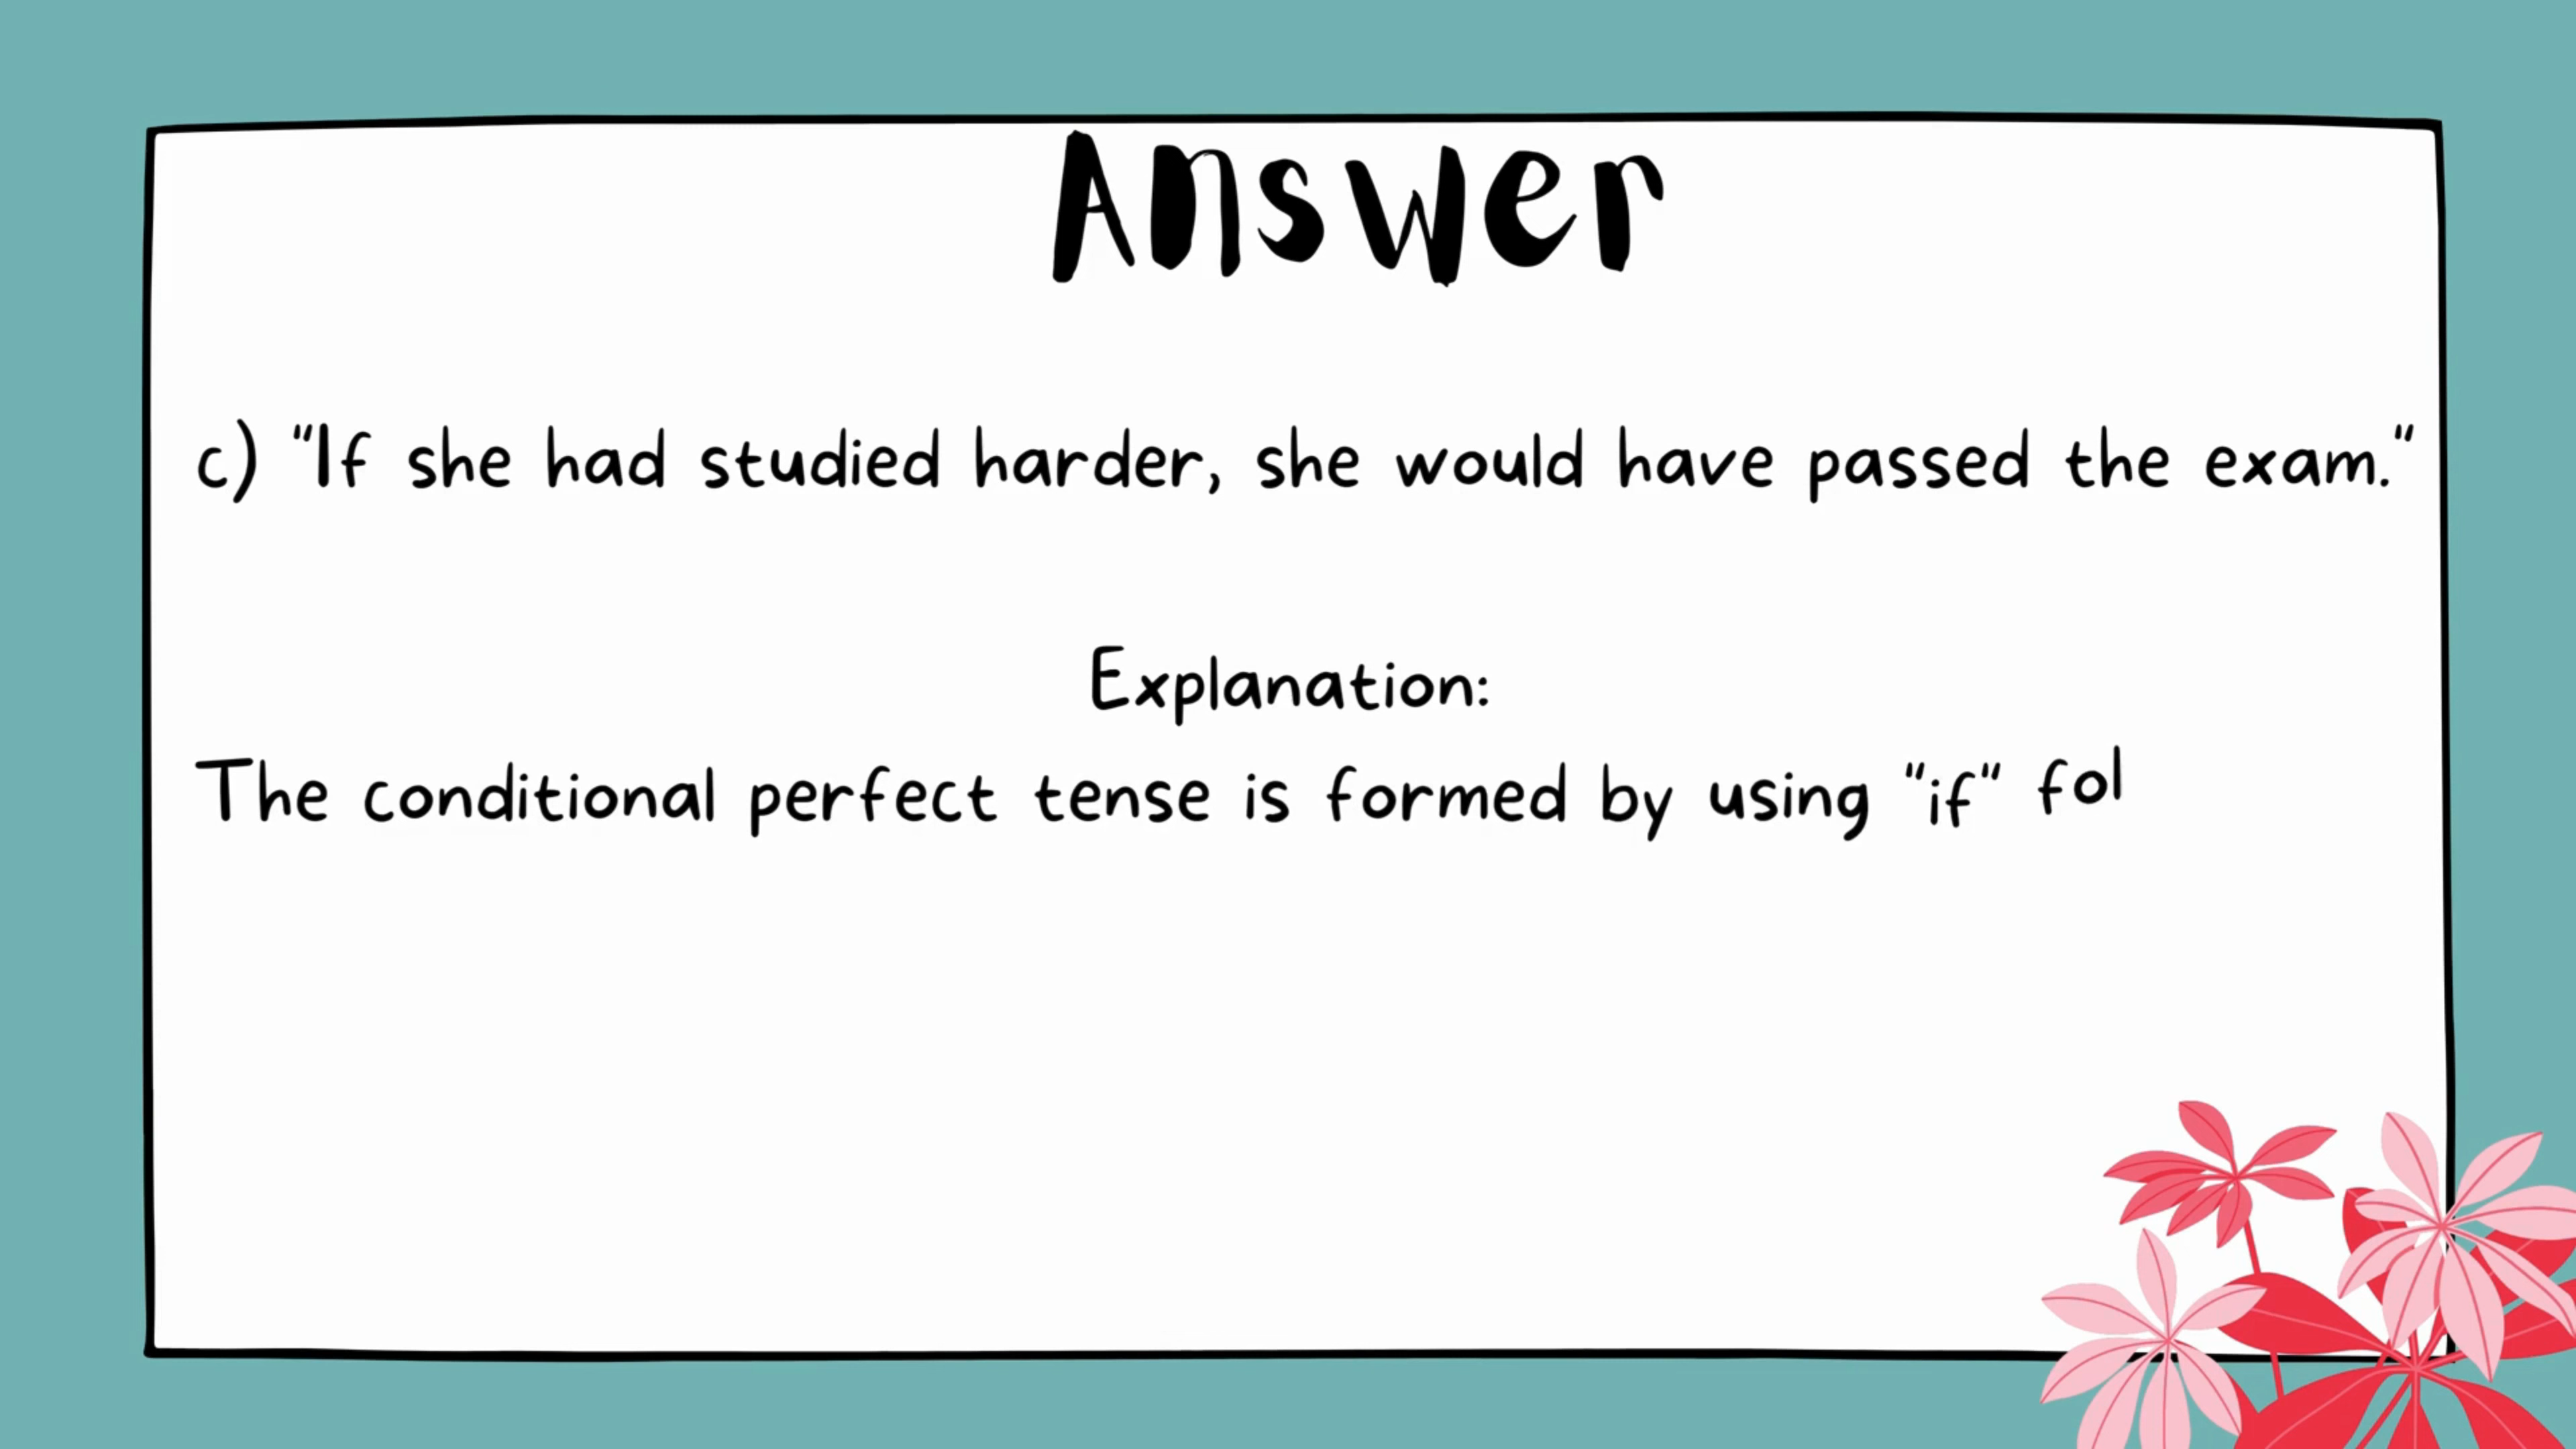 Answer
c) "If she had studied harder, she would have passed the exam."
Explanation:
The conditional perfect tense is formed by using "if" fol